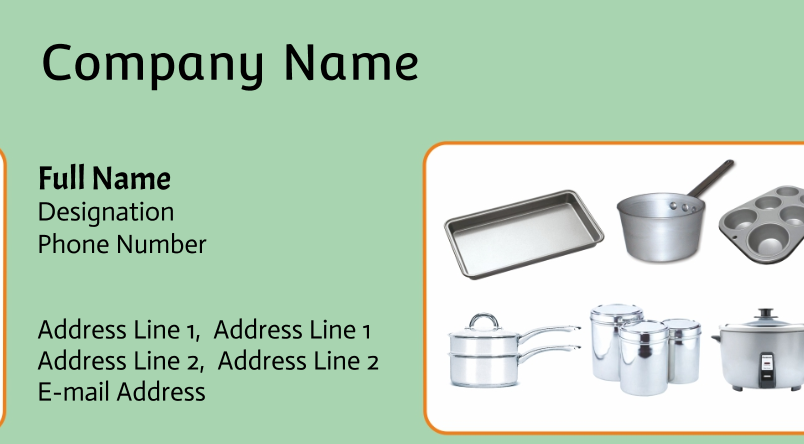 Company Name
Full Name
Designation
Phone Number
Address Line 1, Address Line 1
Address Line 2, Address Line 2
E-mail Address